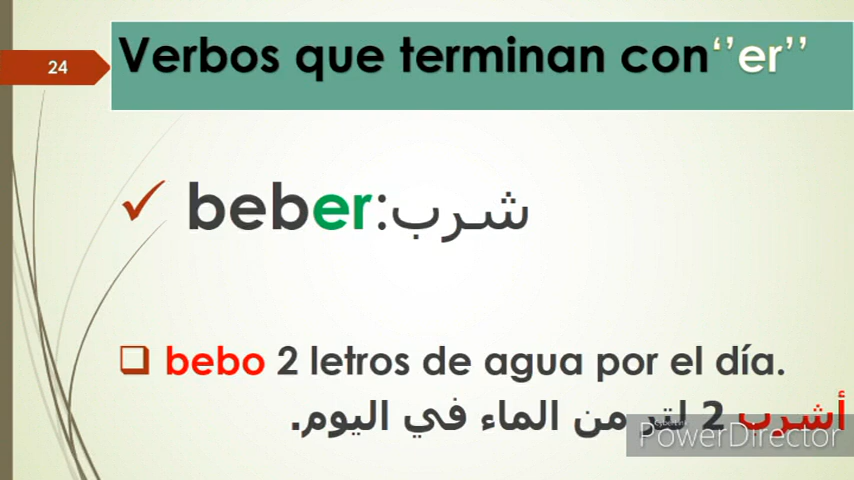 24
Verbos que terminan con‘’er’’
✓ beber:شرب
❑ bebo 2 letros de agua por el día.
أشرب 2 لتر من الماء في اليوم.
CyberLink
PowerDirector